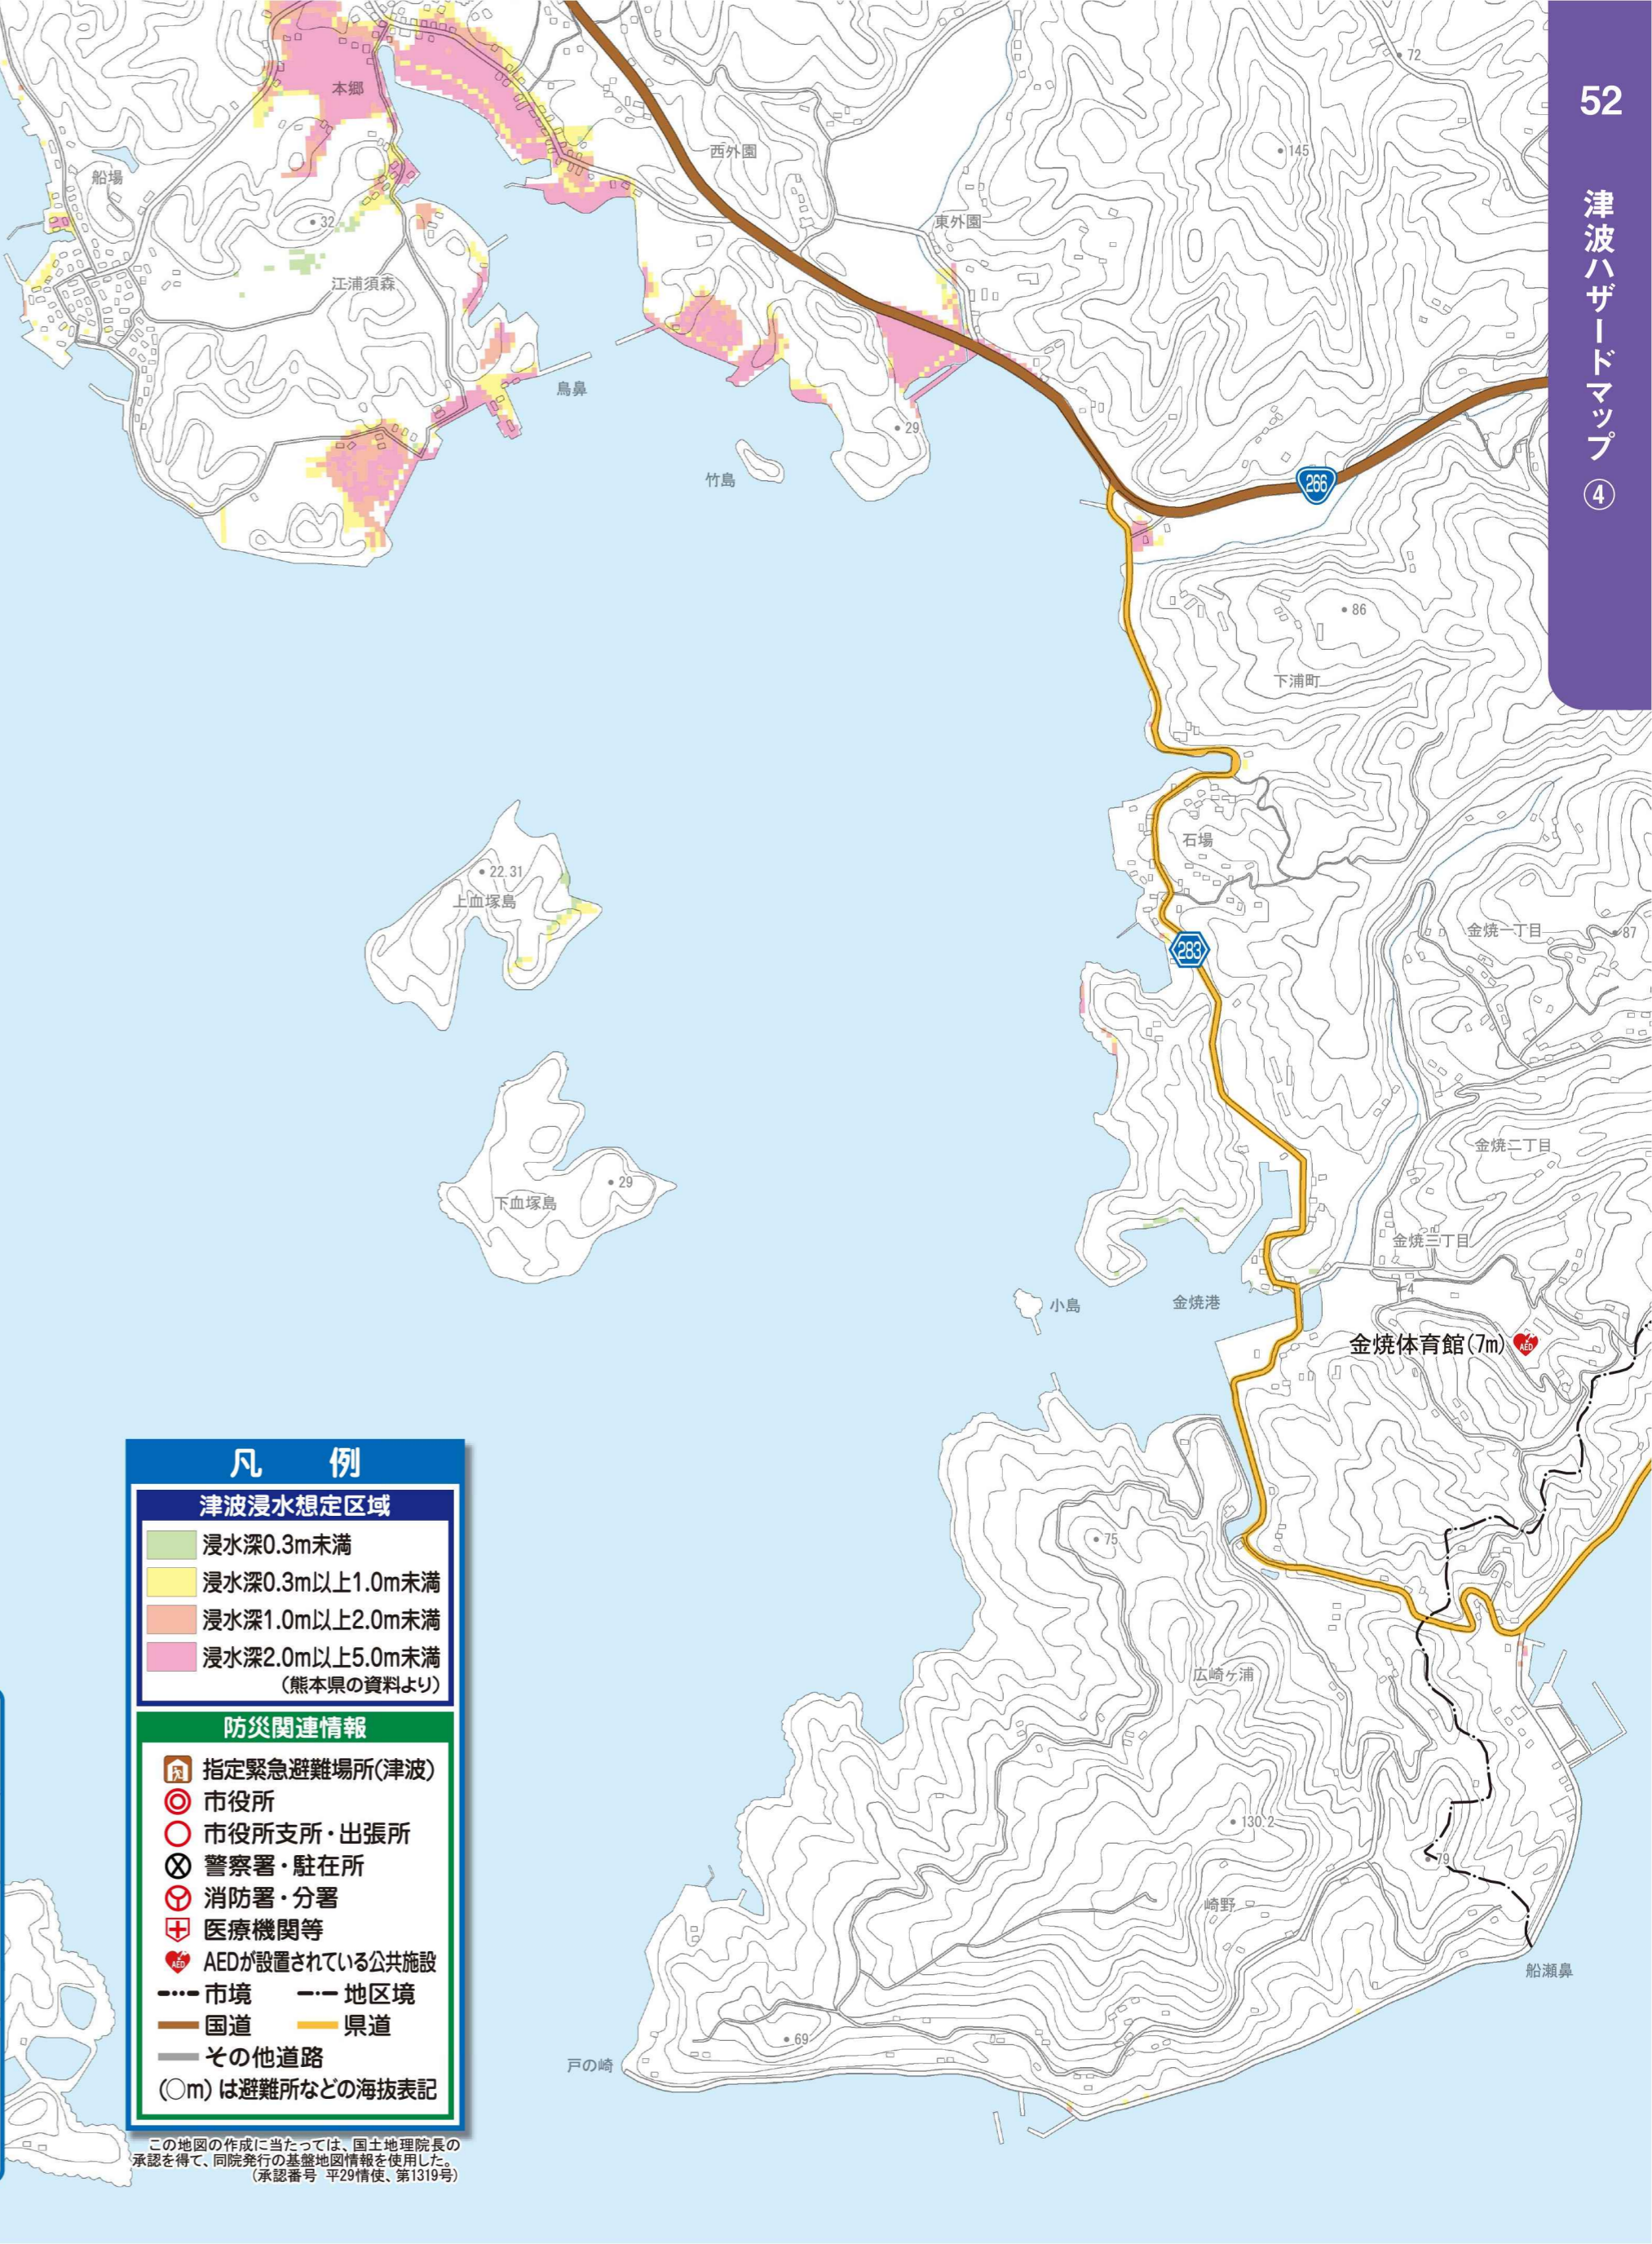 52
津波ハザードマップ ④
72
本郷
西外園
145
船場
32
東外園
江浦須森
鳥鼻
29
竹島
266
86
下浦町
石場
22.31
上血塚島
金焼一丁目
87
283
金焼二丁目
29
下血塚島
金焼三丁目
4
小島
金焼港
金焼体育館(7m)
AED
75
広崎ヶ浦
130.2
79
崎野
船瀬鼻
69
戸の崎
凡 例
津波浸水想定区域
浸水深0.3m未満
浸水深0.3m以上1.0m未満
浸水深1.0m以上2.0m未満
浸水深2.0m以上5.0m未満
(熊本県の資料より)
防災関連情報
指定緊急避難場所(津波)
市役所
市役所支所・出張所
警察署・駐在所
消防署・分署
医療機関等
AED
AEDが設置されている公共施設
市境 地区境
国道 県道
その他道路
(○m)は避難所などの海抜表記
この地図の作成に当たっては、国土地理院長の
承認を得て、同院発行の基盤地図情報を使用した。
(承認番号 平29情使、第1319号)